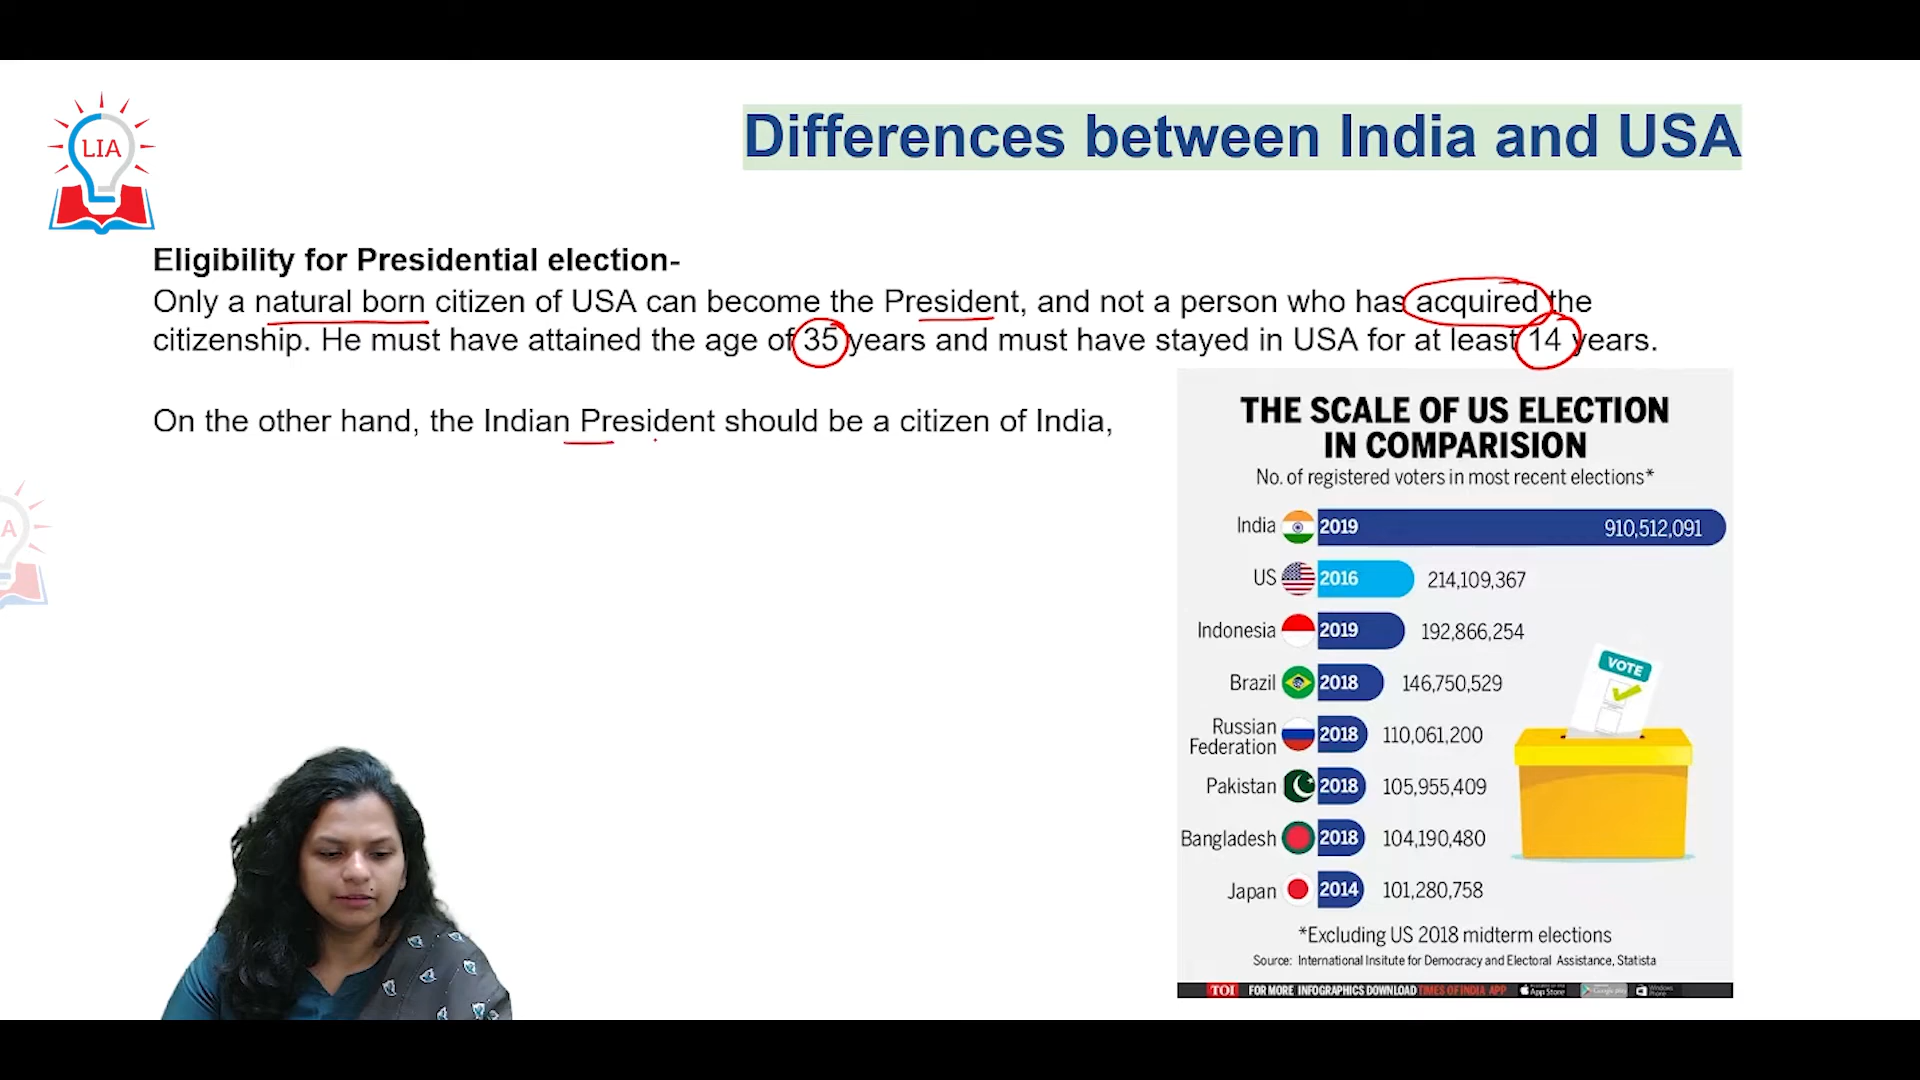 LIA
Differences between India and USA
Eligibility for Presidential election-
Only a natural born citizen of USA can become the President, and not a person who has acquired the
citizenship. He must have attained the age of 35 years and must have stayed in USA for at least 14 years.
On the other hand, the Indian President should be a citizen of India,
A
THE SCALE OF US ELECTION
IN COMPARISION
No. of registered voters in most recent elections*
India 2019 910,512,091
US 2016 214,109,367
Indonesia 2019 192,866,254
Brazil 2018 146,750,529
VOTE
Russian
Federation 2018 110,061,200
Pakistan 2018 105,955,409
Bangladesh 2018 104,190,480
Japan 2014 101,280,758
*Excluding US 2018 midterm elections
Source: International Insitute for Democracy and Electoral Assistance, Statista
TOI FOR MORE INFOGRAPHICS DOWNLOAD TIMES OF INDIA APP App Store Google play Windows Phone